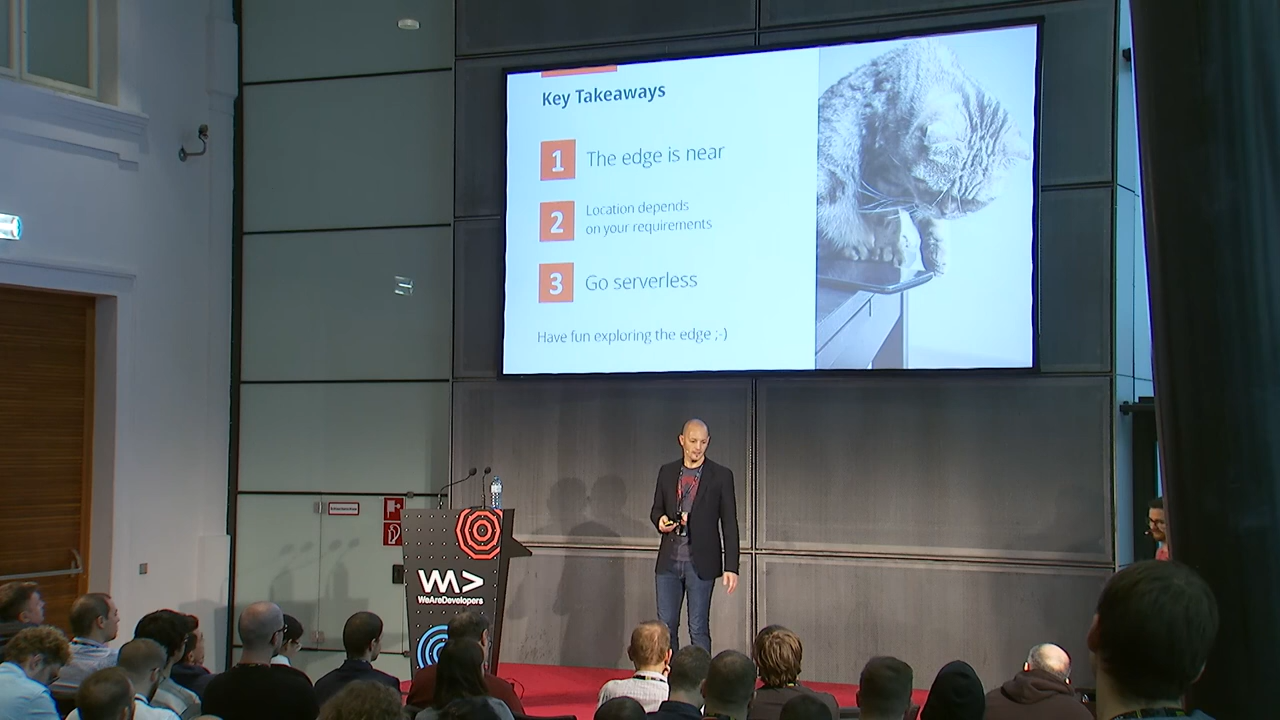 Key Takeaways
1 The edge is near
2 Location depends
on your requirements
3 Go serverless
Have fun exploring the edge ;-)
WeAreDevelopers